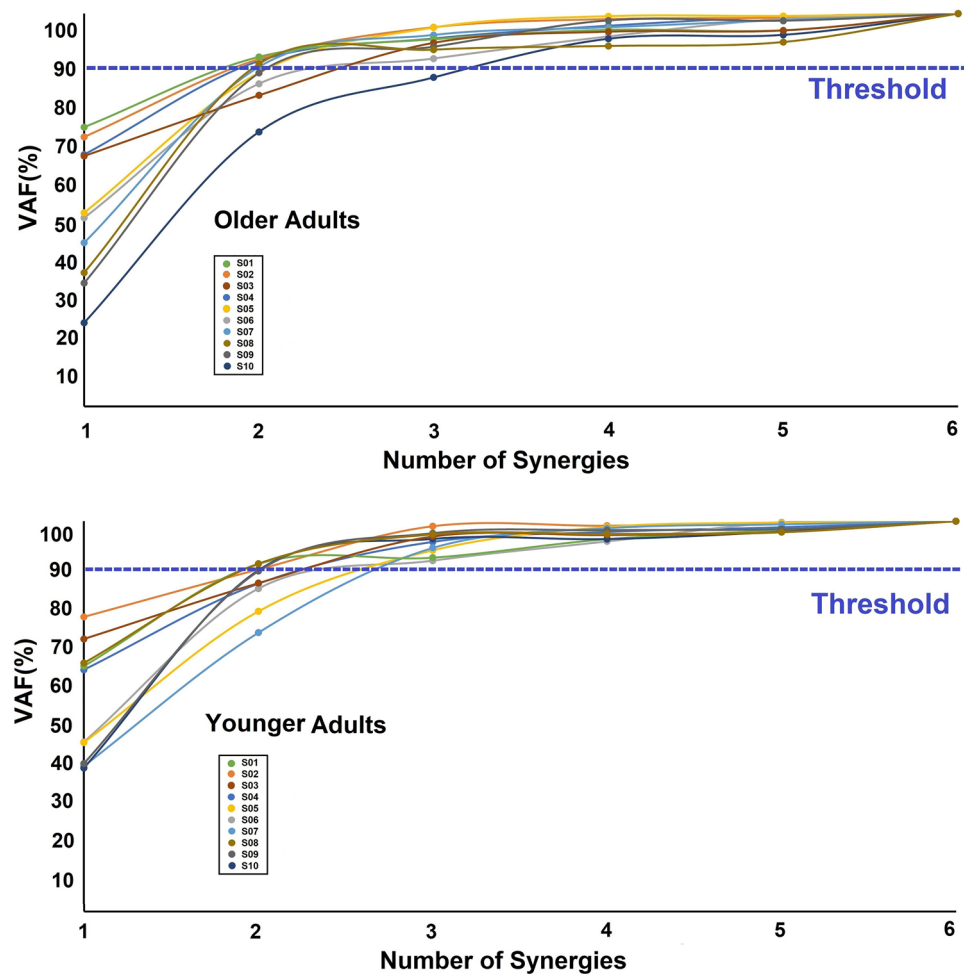 100
90
80
70
60
50
40
30
20
10
VAF(%)
Threshold
Older Adults
S01
S02
S03
S04
S05
S06
S07
S08
S09
S10
1 2 3 4 5 6
Number of Synergies
100
90
80
70
60
50
40
30
20
10
VAF(%)
Threshold
Younger Adults
S01
S02
S03
S04
S05
S06
S07
S08
S09
S10
1 2 3 4 5 6
Number of Synergies